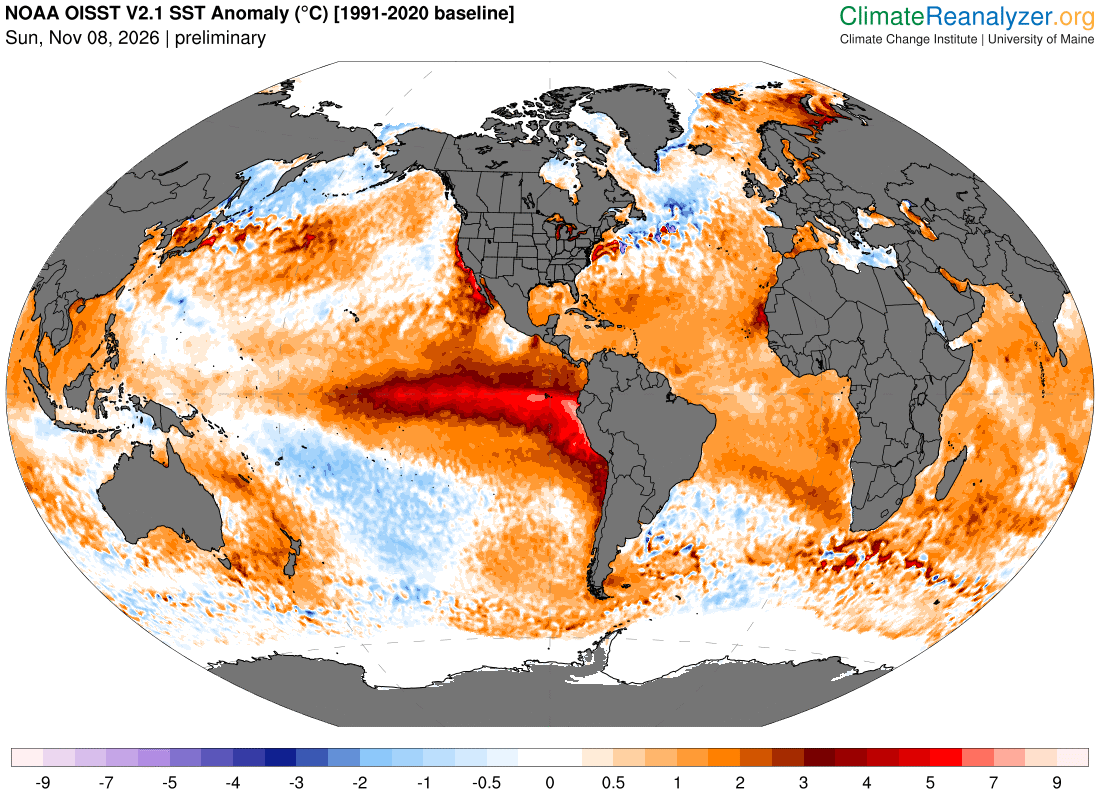 NOAA OISST V2.1 SST Anomaly (°C) [1991-2020 baseline]
Sun, Nov 08, 2026 | preliminary
ClimateReanalyzer.org
Climate Change Institute | University of Maine
-9 -7 -5 -4 -3 -2 -1 -0.5 0 0.5 1 2 3 4 5 7 9